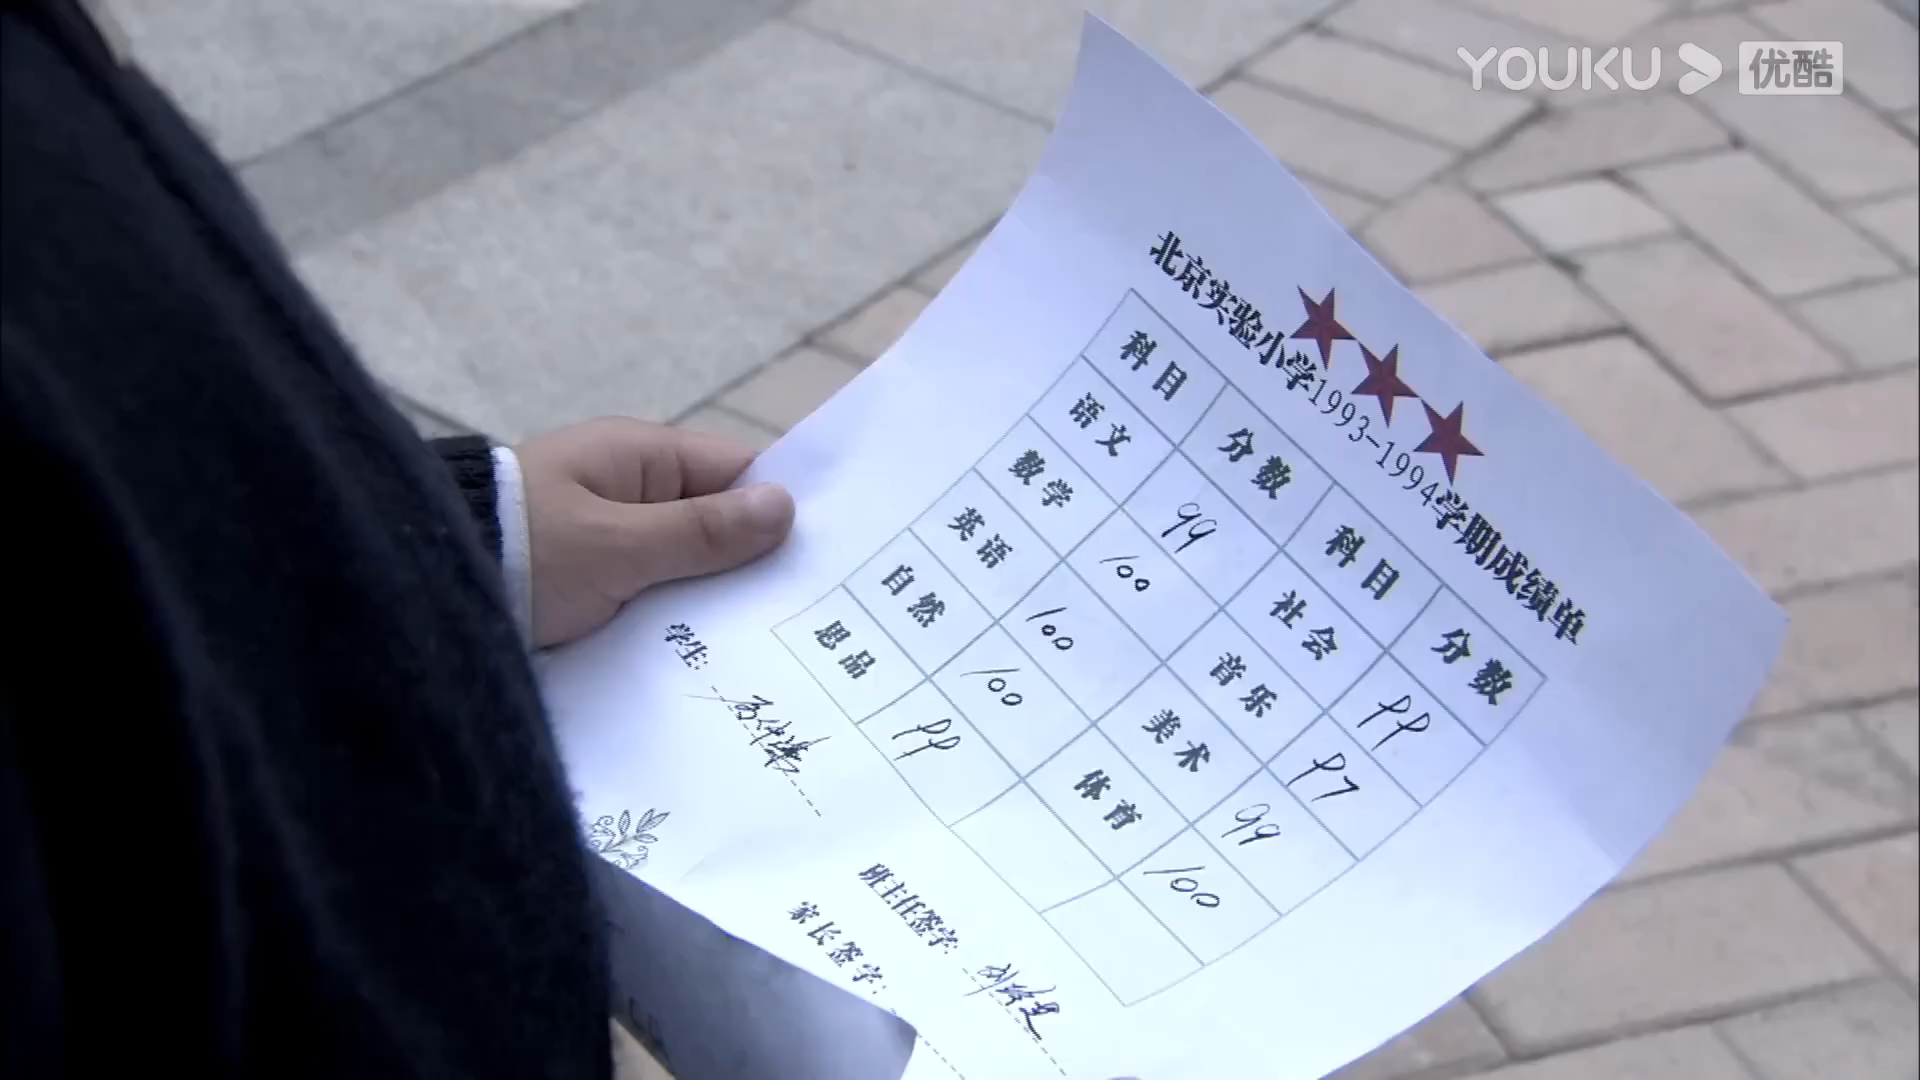 YOUKU 优酷
北京实验小学1993-1994学期成绩单
科目 分数 科目 分数
语文 99 社会 99
数学 100 音乐 97
英语 100 美术 99
自然 100 体育 100
思品 99
学生:
班主任签字:
家长签字: